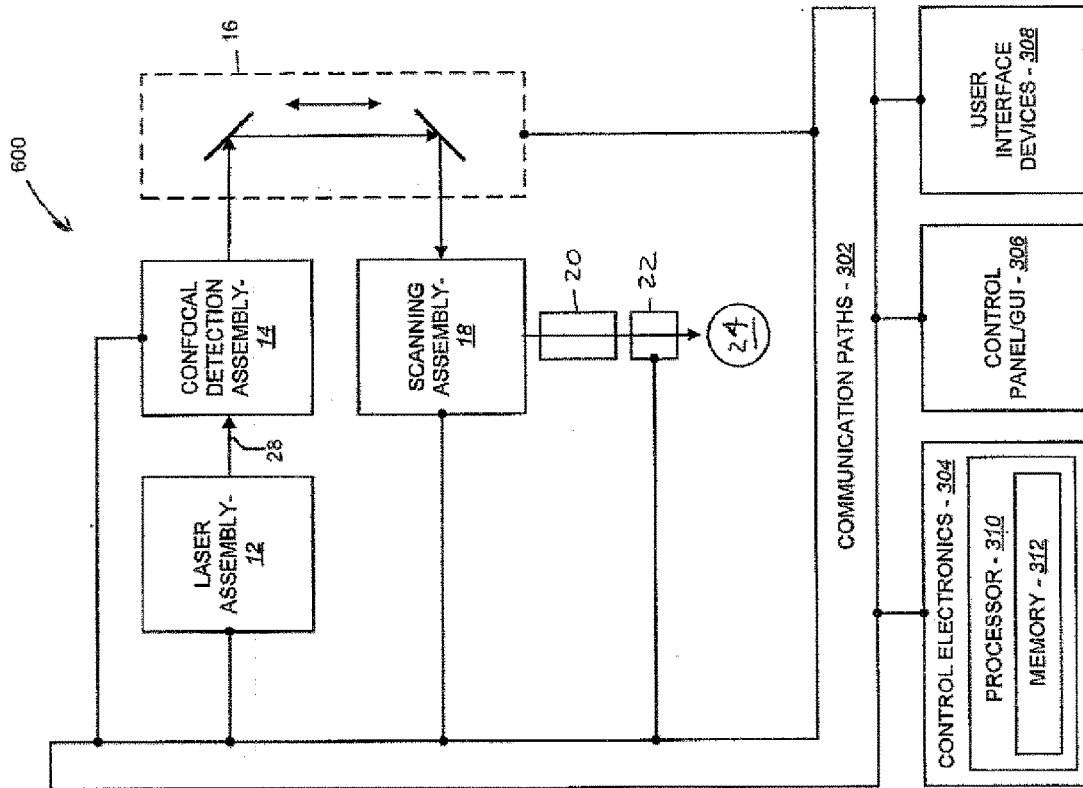 600
16
CONFOCAL
DETECTION
ASSEMBLY-
14
LASER
ASSEMBLY-
12
28
SCANNING
ASSEMBLY-
18
20
22
24
COMMUNICATION PATHS - 302
CONTROL ELECTRONICS - 304
PROCESSOR - 310
MEMORY - 312
CONTROL
PANEL/GUI - 306
USER
INTERFACE
DEVICES - 308